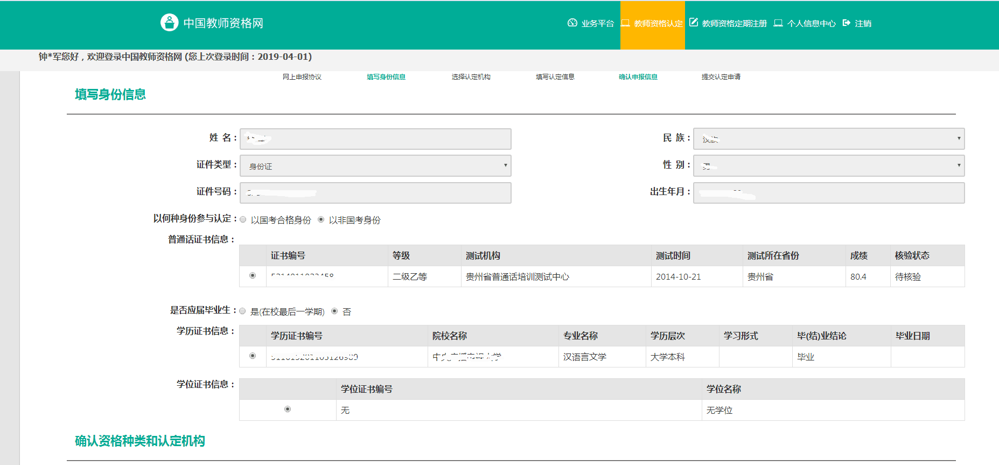 中国教师资格网
业务平台 教师资格认定 教师资格定期注册 个人信息中心 注销
钟*军您好，欢迎登录中国教师资格网 (您上次登录时间：2019-04-01)
网上申报协议 填写身份信息 选择认定机构 填写认定信息 确认申报信息 提交认定申请
填写身份信息
姓 名：
民 族：
证件类型： 身份证
性 别：
证件号码：
出生年月：
以何种身份参与认定： 以国考合格身份 以非国考身份
普通话证书信息：
证书编号 等级 测试机构 测试时间 测试所在省份 成绩 核验状态
二级乙等 贵州省普通话培训测试中心 2014-10-21 贵州省 80.4 待核验
是否应届毕业生： 是(在校最后一学期) 否
学历证书信息：
学历证书编号 院校名称 专业名称 学历层次 学习形式 毕(结)业结论 毕业日期
汉语言文学 大学本科 毕业
学位证书信息：
学位证书编号 学位名称
无 无学位
确认资格种类和认定机构